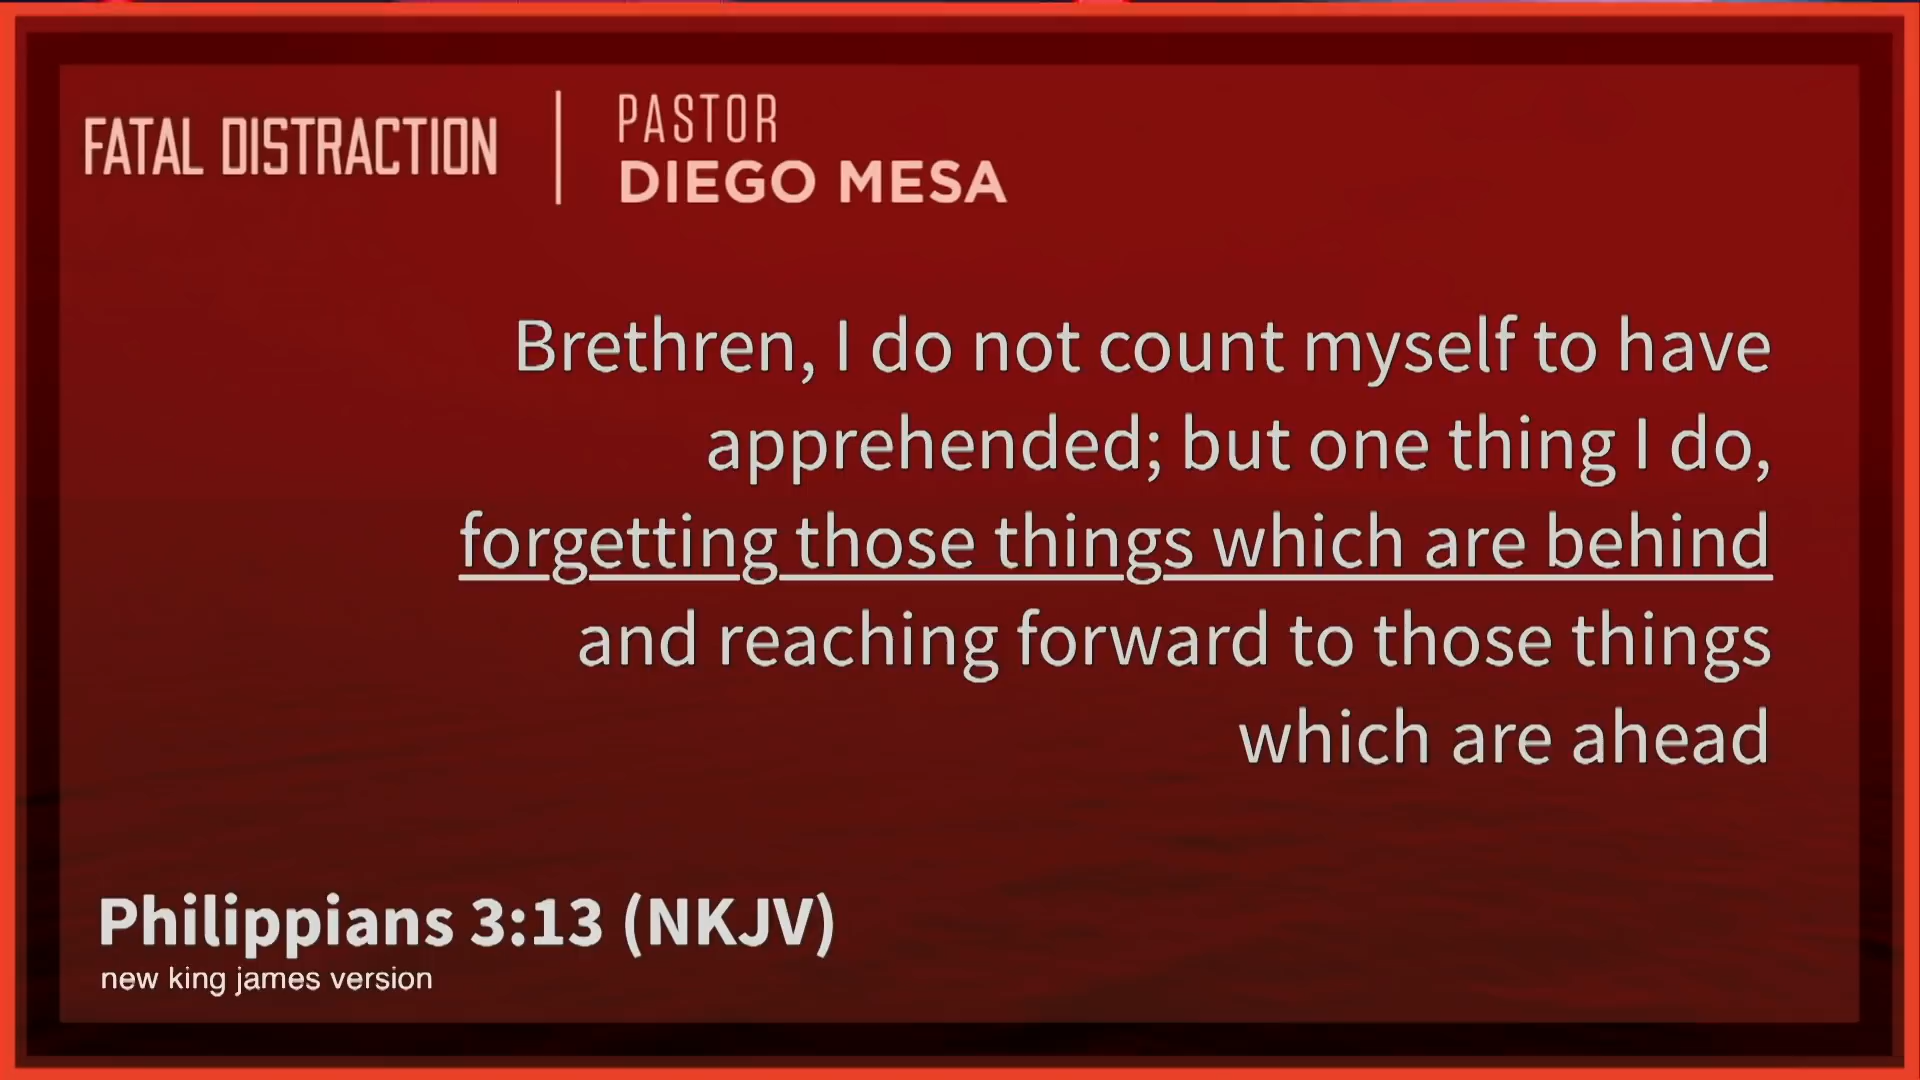 FATAL DISTRACTION
PASTOR
DIEGO MESA
Brethren, I do not count myself to have
apprehended; but one thing I do,
forgetting those things which are behind
and reaching forward to those things
which are ahead
Philippians 3:13 (NKJV)
new king james version